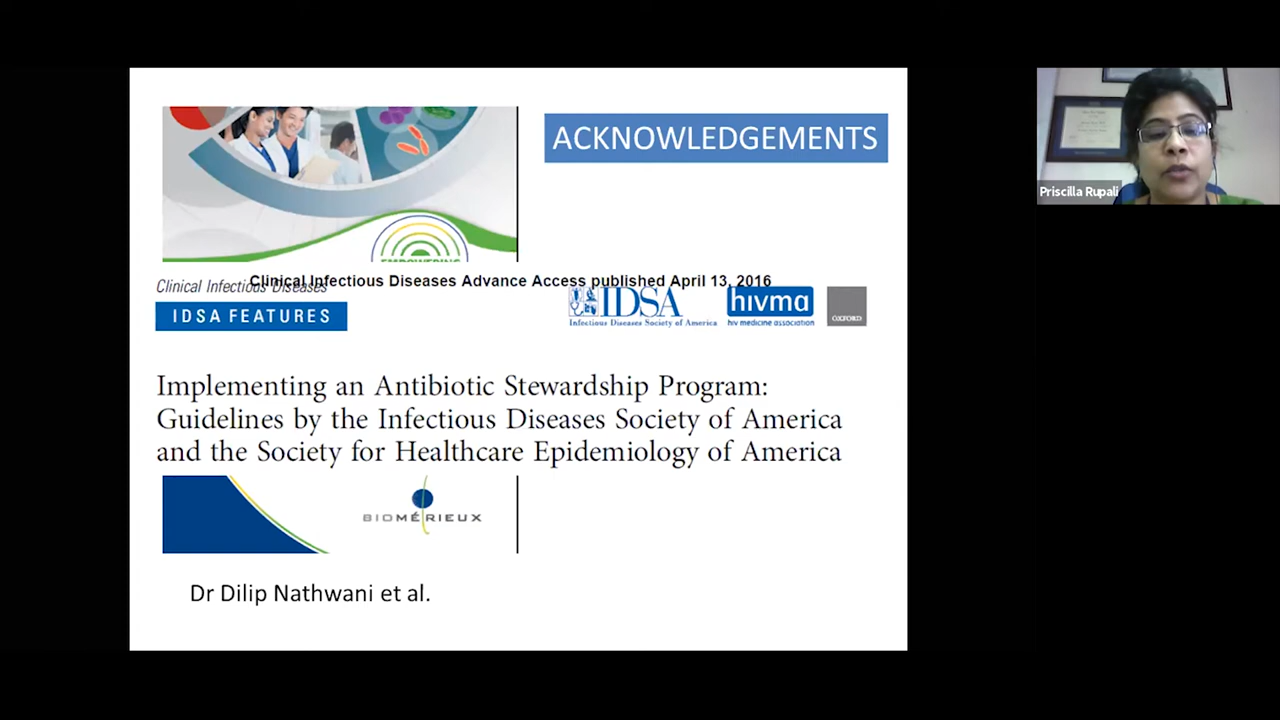 ACKNOWLEDGEMENTS
Priscilla Rupali
EMPOWERING
Clinical Infectious Diseases Advance Access published April 13, 2016
Clinical Infectious Diseases
IDSA FEATURES
IDSA
Infectious Diseases Society of America
hivma
hiv medicine association
OXFORD
Implementing an Antibiotic Stewardship Program:
Guidelines by the Infectious Diseases Society of America
and the Society for Healthcare Epidemiology of America
BIOMÉRIEUX
Dr Dilip Nathwani et al.